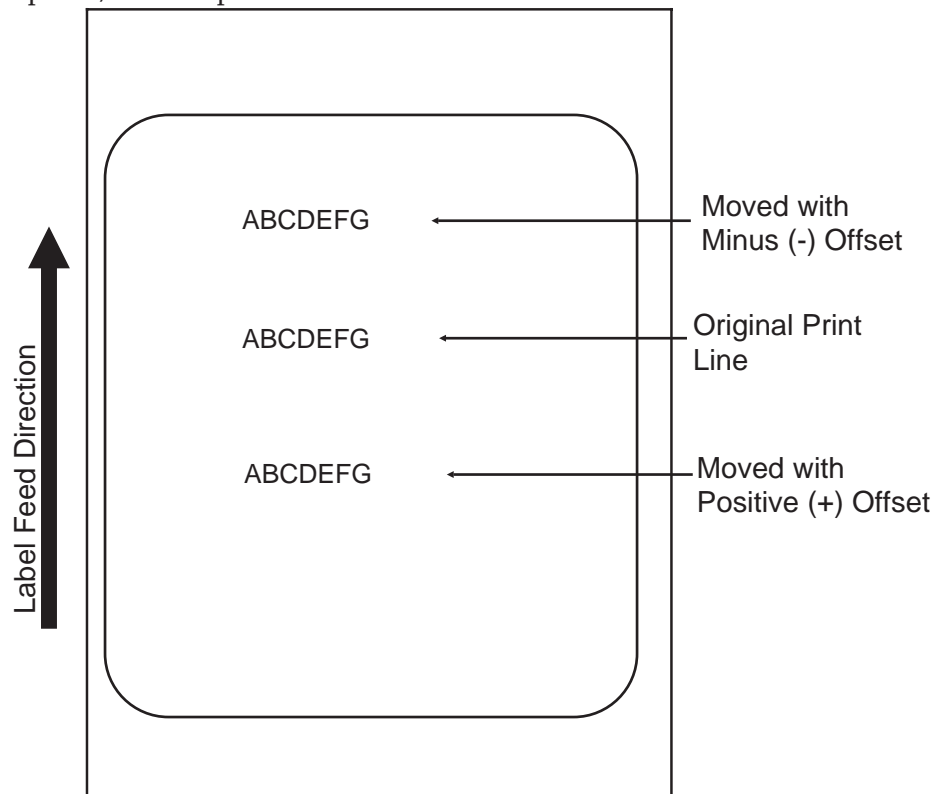 ABCDEFG
Moved with
Minus (-) Offset
ABCDEFG
Original Print
Line
ABCDEFG
Moved with
Positive (+) Offset
Label Feed Direction